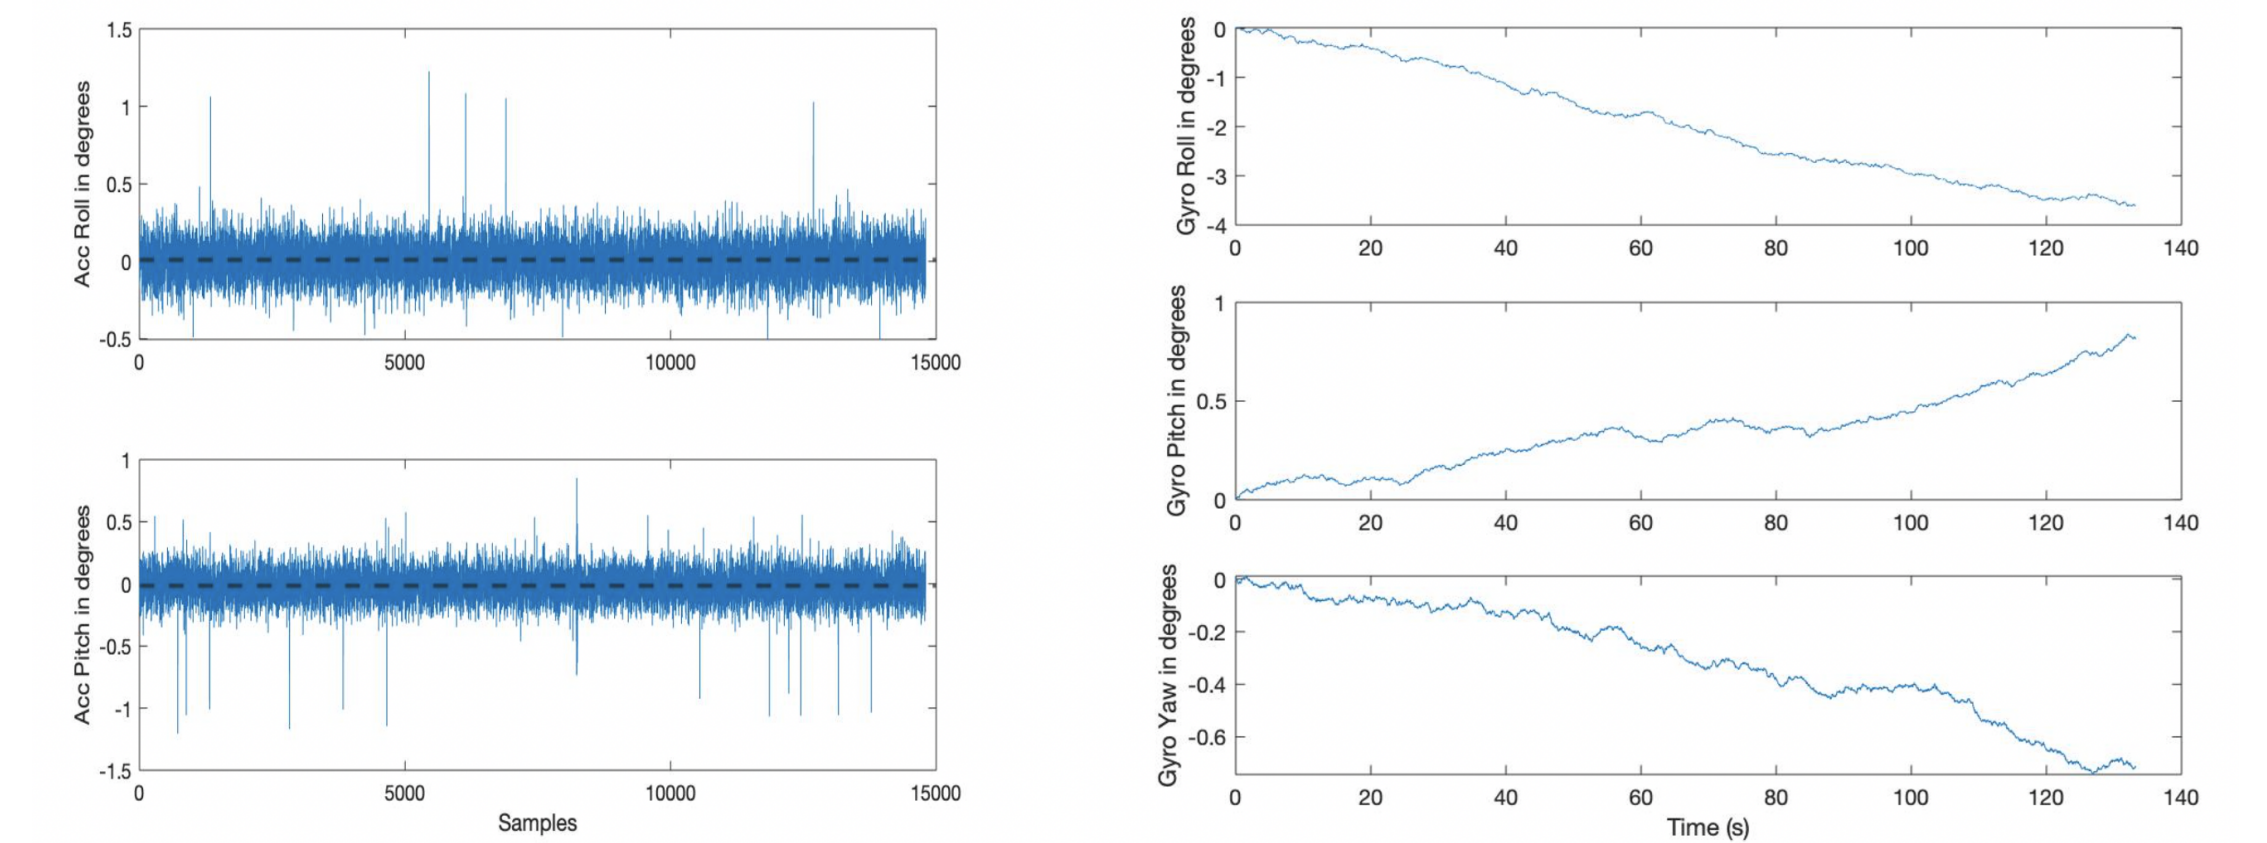 1.5
1
0.5
0
-0.5
Acc Roll in degrees
0 5000 10000 15000
1
0.5
0
-0.5
-1
-1.5
Acc Pitch in degrees
0 5000 10000 15000
Samples
0
-1
-2
-3
-4
Gyro Roll in degrees
0 20 40 60 80 100 120 140
1
0.5
0
Gyro Pitch in degrees
0 20 40 60 80 100 120 140
0
-0.2
-0.4
-0.6
Gyro Yaw in degrees
0 20 40 60 80 100 120 140
Time (s)